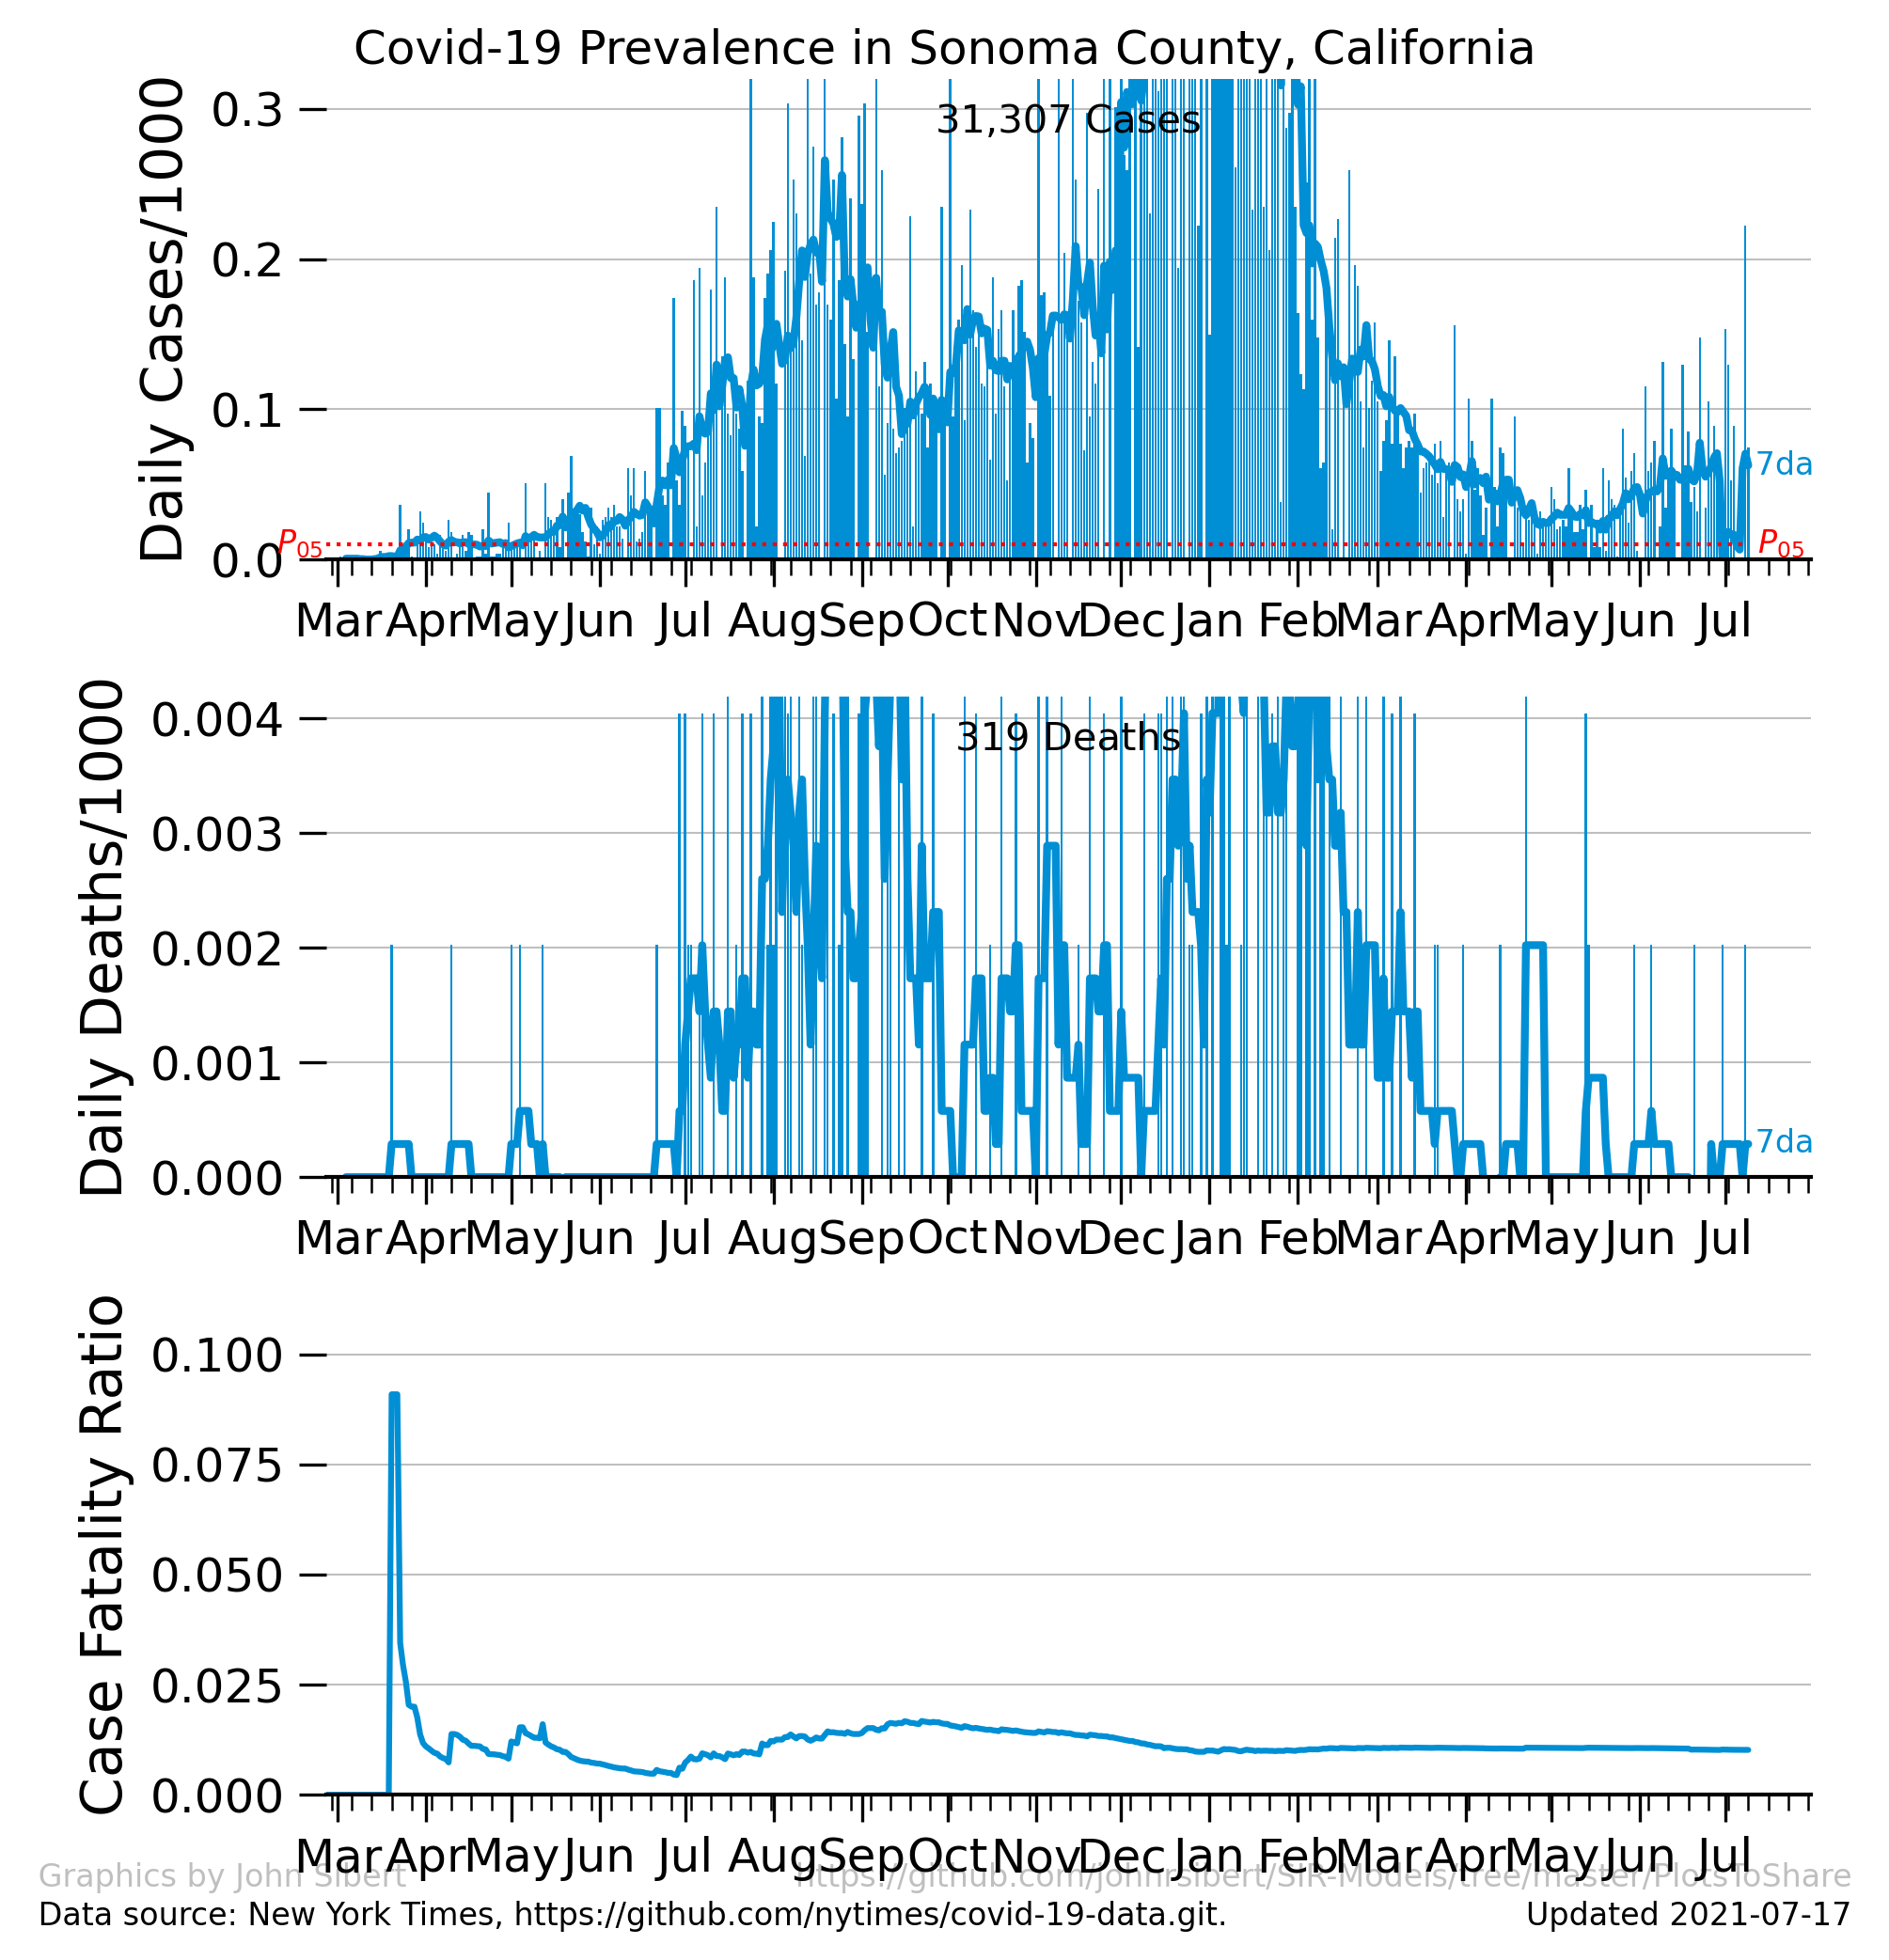 Covid-19 Prevalence in Sonoma County, California
Daily Cases/1000
0.3
0.2
0.1
0.0
31,307 Cases
7da
P05
P05
Mar Apr May Jun Jul Aug Sep Oct Nov Dec Jan Feb Mar Apr May Jun Jul
Daily Deaths/1000
0.004
0.003
0.002
0.001
0.000
319 Deaths
7da
Mar Apr May Jun Jul Aug Sep Oct Nov Dec Jan Feb Mar Apr May Jun Jul
Case Fatality Ratio
0.100
0.075
0.050
0.025
0.000
Mar Apr May Jun Jul Aug Sep Oct Nov Dec Jan Feb Mar Apr May Jun Jul
Graphics by John Sibert
https://github.com/johnrsibert/SIR-Models/tree/master/PlotsToShare
Data source: New York Times, https://github.com/nytimes/covid-19-data.git.
Updated 2021-07-17